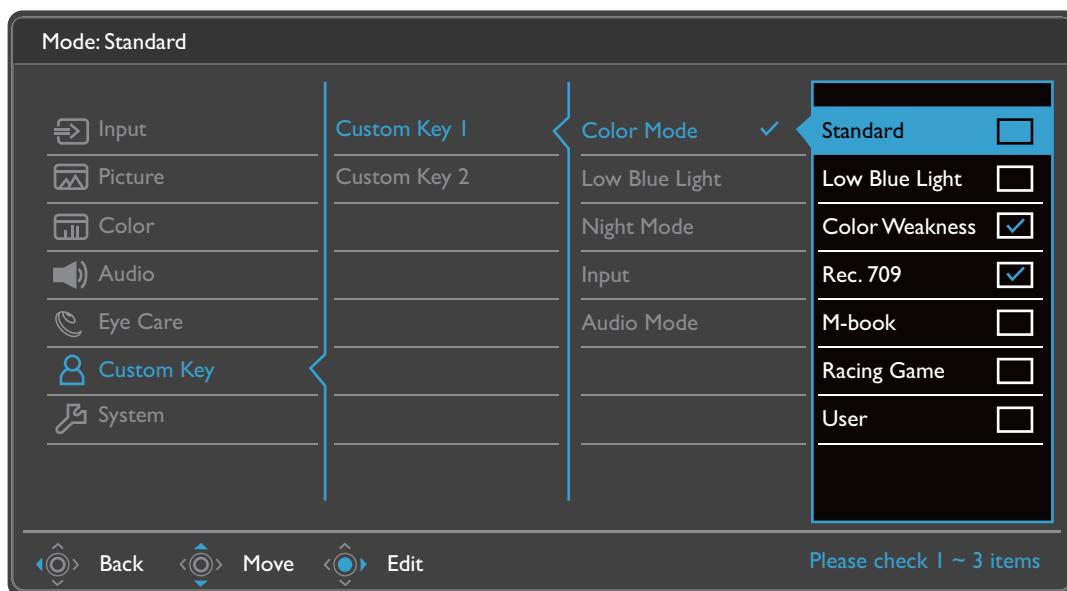 Mode: Standard
Input
Picture
Color
Audio
Eye Care
Custom Key
System
Custom Key 1
Custom Key 2
Color Mode
Low Blue Light
Night Mode
Input
Audio Mode
Standard
Low Blue Light
Color Weakness
Rec. 709
M-book
Racing Game
User
Back Move Edit Please check 1 ~ 3 items